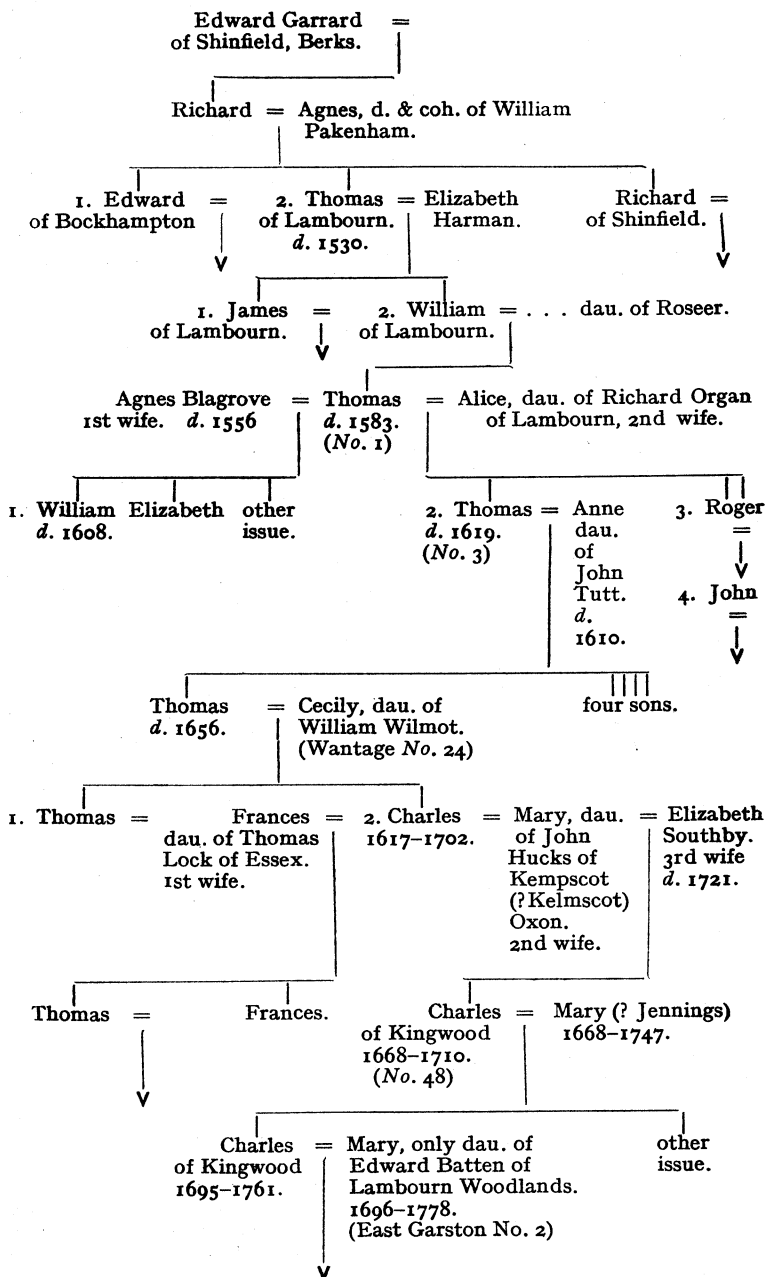 Edward Garrard =
of Shinfield, Berks.
Richard = Agnes, d. & coh. of William
Pakenham.
1. Edward =
of Bockhampton
2. Thomas = Elizabeth
of Lambourn. Harman.
d. 1530.
Richard =
of Shinfield.
1. James =
of Lambourn.
2. William = . . . dau. of Roseer.
of Lambourn.
Agnes Blagrove = Thomas = Alice, dau. of Richard Organ
1st wife. d. 1556 d. 1583. of Lambourn, 2nd wife.
(No. 1)
1. William Elizabeth other
d. 1608. issue.
2. Thomas =
d. 1619.
(No. 3)
Anne
dau.
of
John
Tutt.
d.
1610.
3. Roger
=
4. John
=
Thomas = Cecily, dau. of
d. 1656. William Wilmot.
(Wantage No. 24)
four sons.
1. Thomas =
Frances =
dau. of Thomas
Lock of Essex.
1st wife.
2. Charles =
1617–1702.
Mary, dau.
of John
Hucks of
Kempscot
(? Kelmscot)
Oxon.
2nd wife.
= Elizabeth
Southby.
3rd wife
d. 1721.
Thomas = Frances.
Charles = Mary (? Jennings)
of Kingwood 1668–1747.
1668–1710.
(No. 48)
Charles =
of Kingwood
1695–1761.
Mary, only dau. of
Edward Batten of
Lambourn Woodlands.
1696–1778.
(East Garston No. 2)
other
issue.